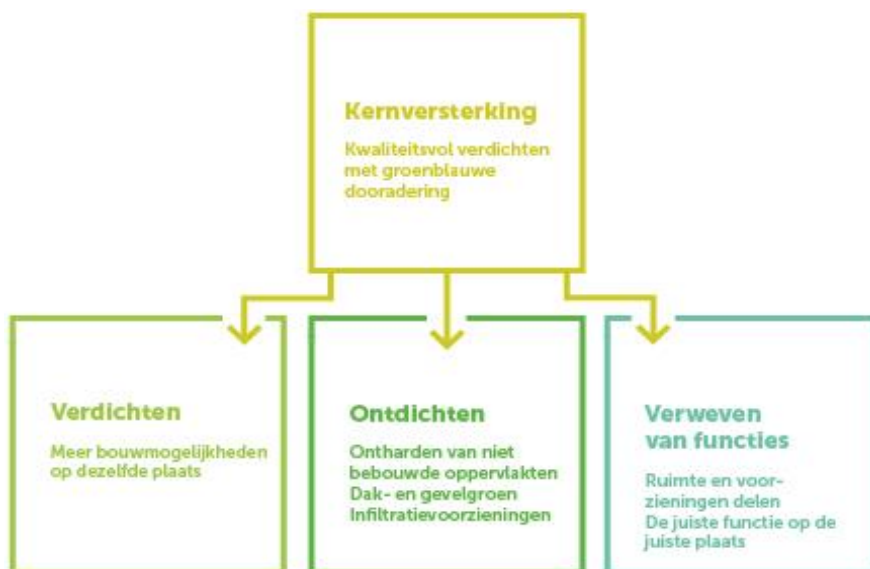 Kernversterking
Kwaliteitsvol verdichten
met groenblauwe
dooradering
Verdichten
Meer bouwmogelijkheden
op dezelfde plaats
Ontdichten
Ontharden van niet
bebouwde oppervlakten
Dak- en gevelgroen
Infiltratievoorzieningen
Verweven
van functies
Ruimte en voor-
zieningen delen
De juiste functie op de
juiste plaats